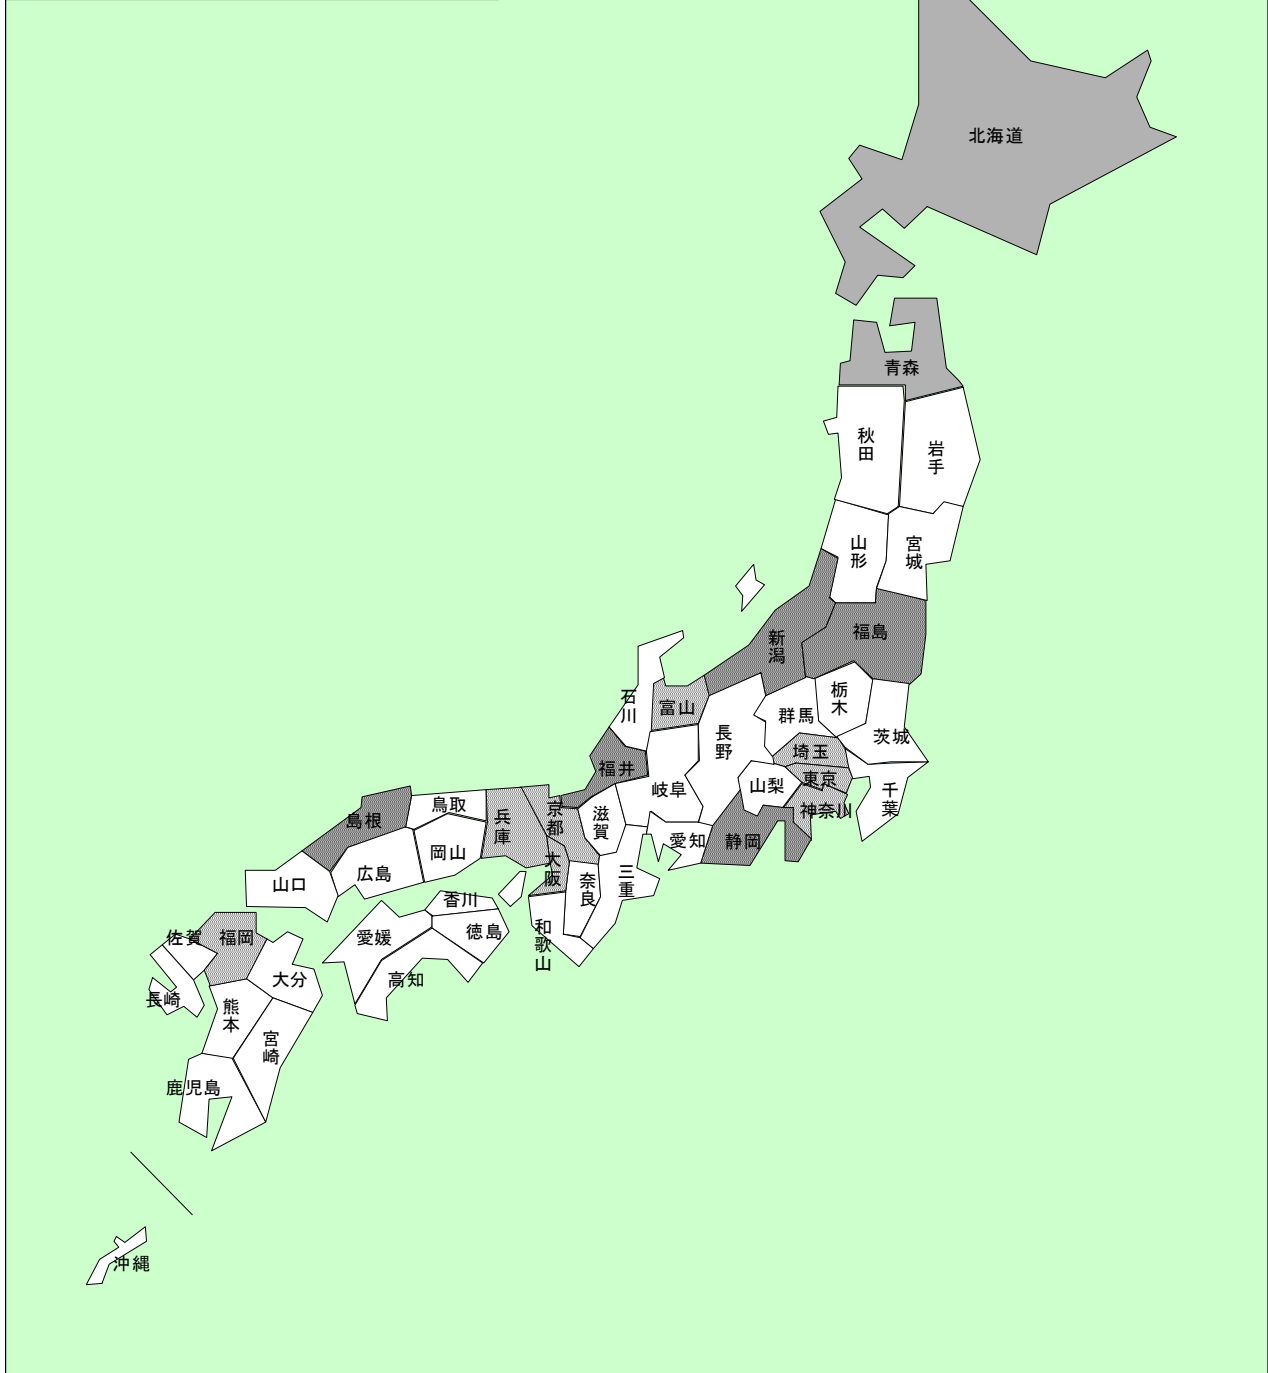 北海道
青森
秋田
岩手
山形
宮城
新潟
福島
石川
富山
栃木
群馬
茨城
長野
埼玉
福井
東京
山梨
岐阜
千葉
神奈川
鳥取
京都
兵庫
滋賀
島根
愛知
静岡
岡山
大阪
広島
三重
奈良
山口
香川
徳島
和歌山
愛媛
佐賀
福岡
高知
大分
長崎
熊本
宮崎
鹿児島
沖縄